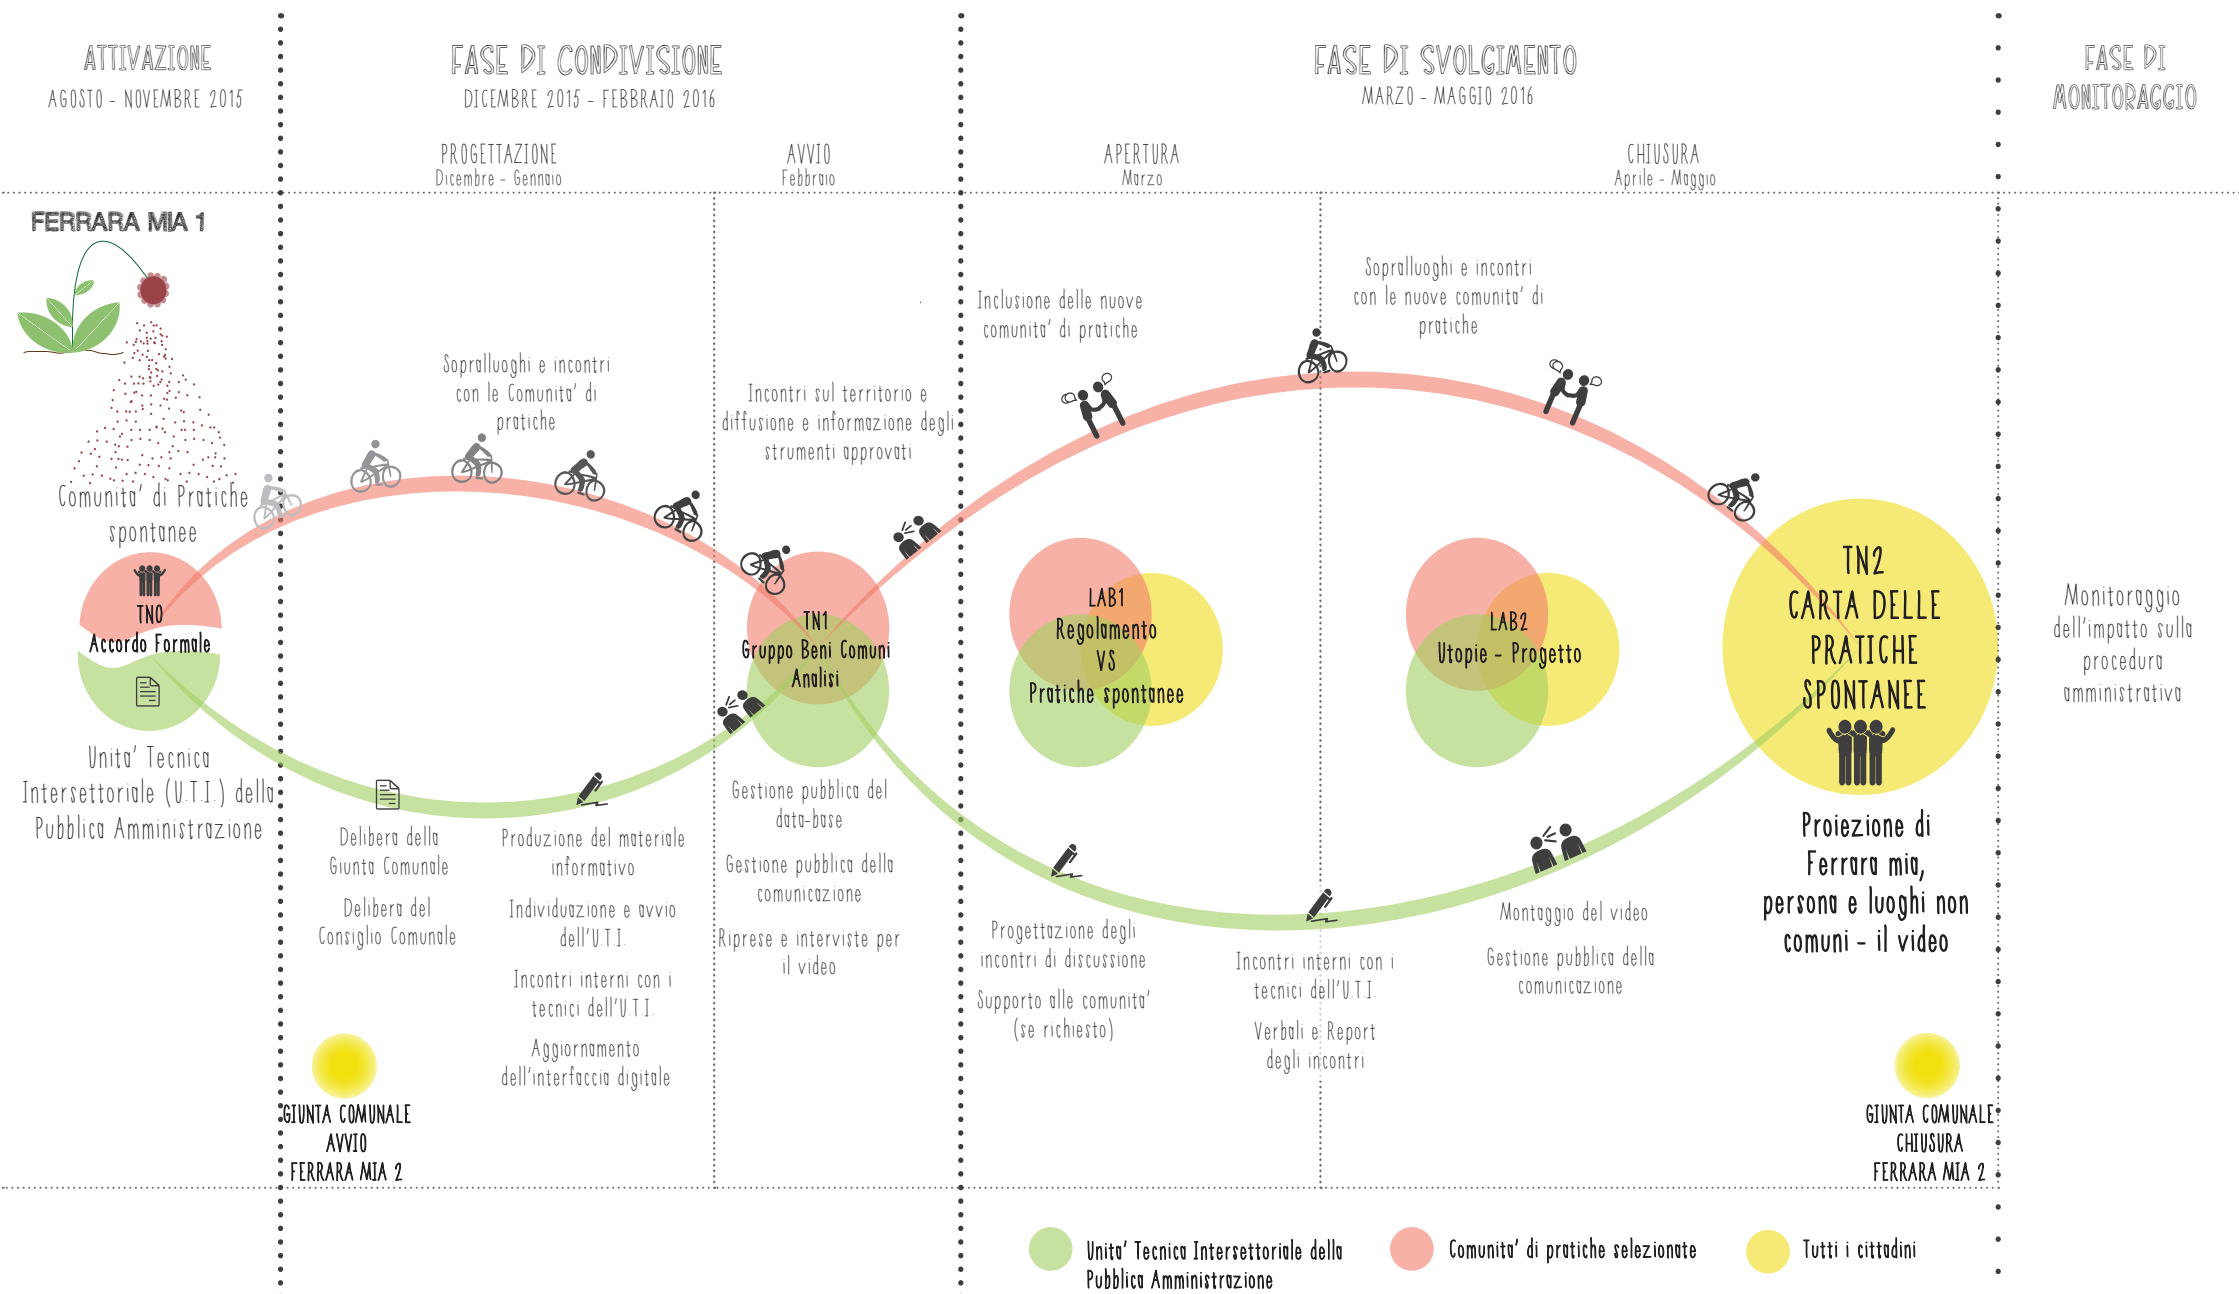 ATTIVAZIONE
AGOSTO - NOVEMBRE 2015
FASE DI CONDIVISIONE
DICEMBRE 2015 - FEBBRAIO 2016
FASE DI SVOLGIMENTO
MARZO - MAGGIO 2016
FASE DI
MONITORAGGIO
PROGETTAZIONE
Dicembre - Gennaio
AVVIO
Febbraio
APERTURA
Marzo
CHIUSURA
Aprile - Maggio
FERRARA MIA 1
Comunita' di Pratiche
spontanee
TN0
Accordo Formale
Unita' Tecnica
Intersettoriale (U.T.I.) della
Pubblica Amministrazione
Sopralluoghi e incontri
con le Comunita' di
pratiche
Delibera della
Giunta Comunale
Delibera del
Consiglio Comunale
Produzione del materiale
informativo
Individuazione e avvio
dell'U.T.I.
Incontri interni con i
tecnici dell'U.T.I.
Aggiornamento
dell'interfaccia digitale
GIUNTA COMUNALE
AVVIO
FERRARA MIA 2
Incontri sul territorio e
diffusione e informazione degli
strumenti approvati
TN1
Gruppo Beni Comuni
Analisi
Gestione pubblica del
data-base
Gestione pubblica della
comunicazione
Riprese e interviste per
il video
Inclusione delle nuove
comunita' di pratiche
LAB1
Regolamento
VS
Pratiche spontanee
Progettazione degli
incontri di discussione
Supporto alle comunita'
(se richiesto)
Incontri interni con i
tecnici dell'U.T.I.
Verbali e Report
degli incontri
Sopralluoghi e incontri
con le nuove comunita' di
pratiche
LAB2
Utopie - Progetto
Montaggio del video
Gestione pubblica della
comunicazione
TN2
CARTA DELLE
PRATICHE
SPONTANEE
Proiezione di
Ferrara mia,
persona e luoghi non
comuni - il video
GIUNTA COMUNALE
CHIUSURA
FERRARA MIA 2
Monitoraggio
dell'impatto sulla
procedura
amministrativa
Unita' Tecnica Intersettoriale della
Pubblica Amministrazione
Comunita' di pratiche selezionate
Tutti i cittadini